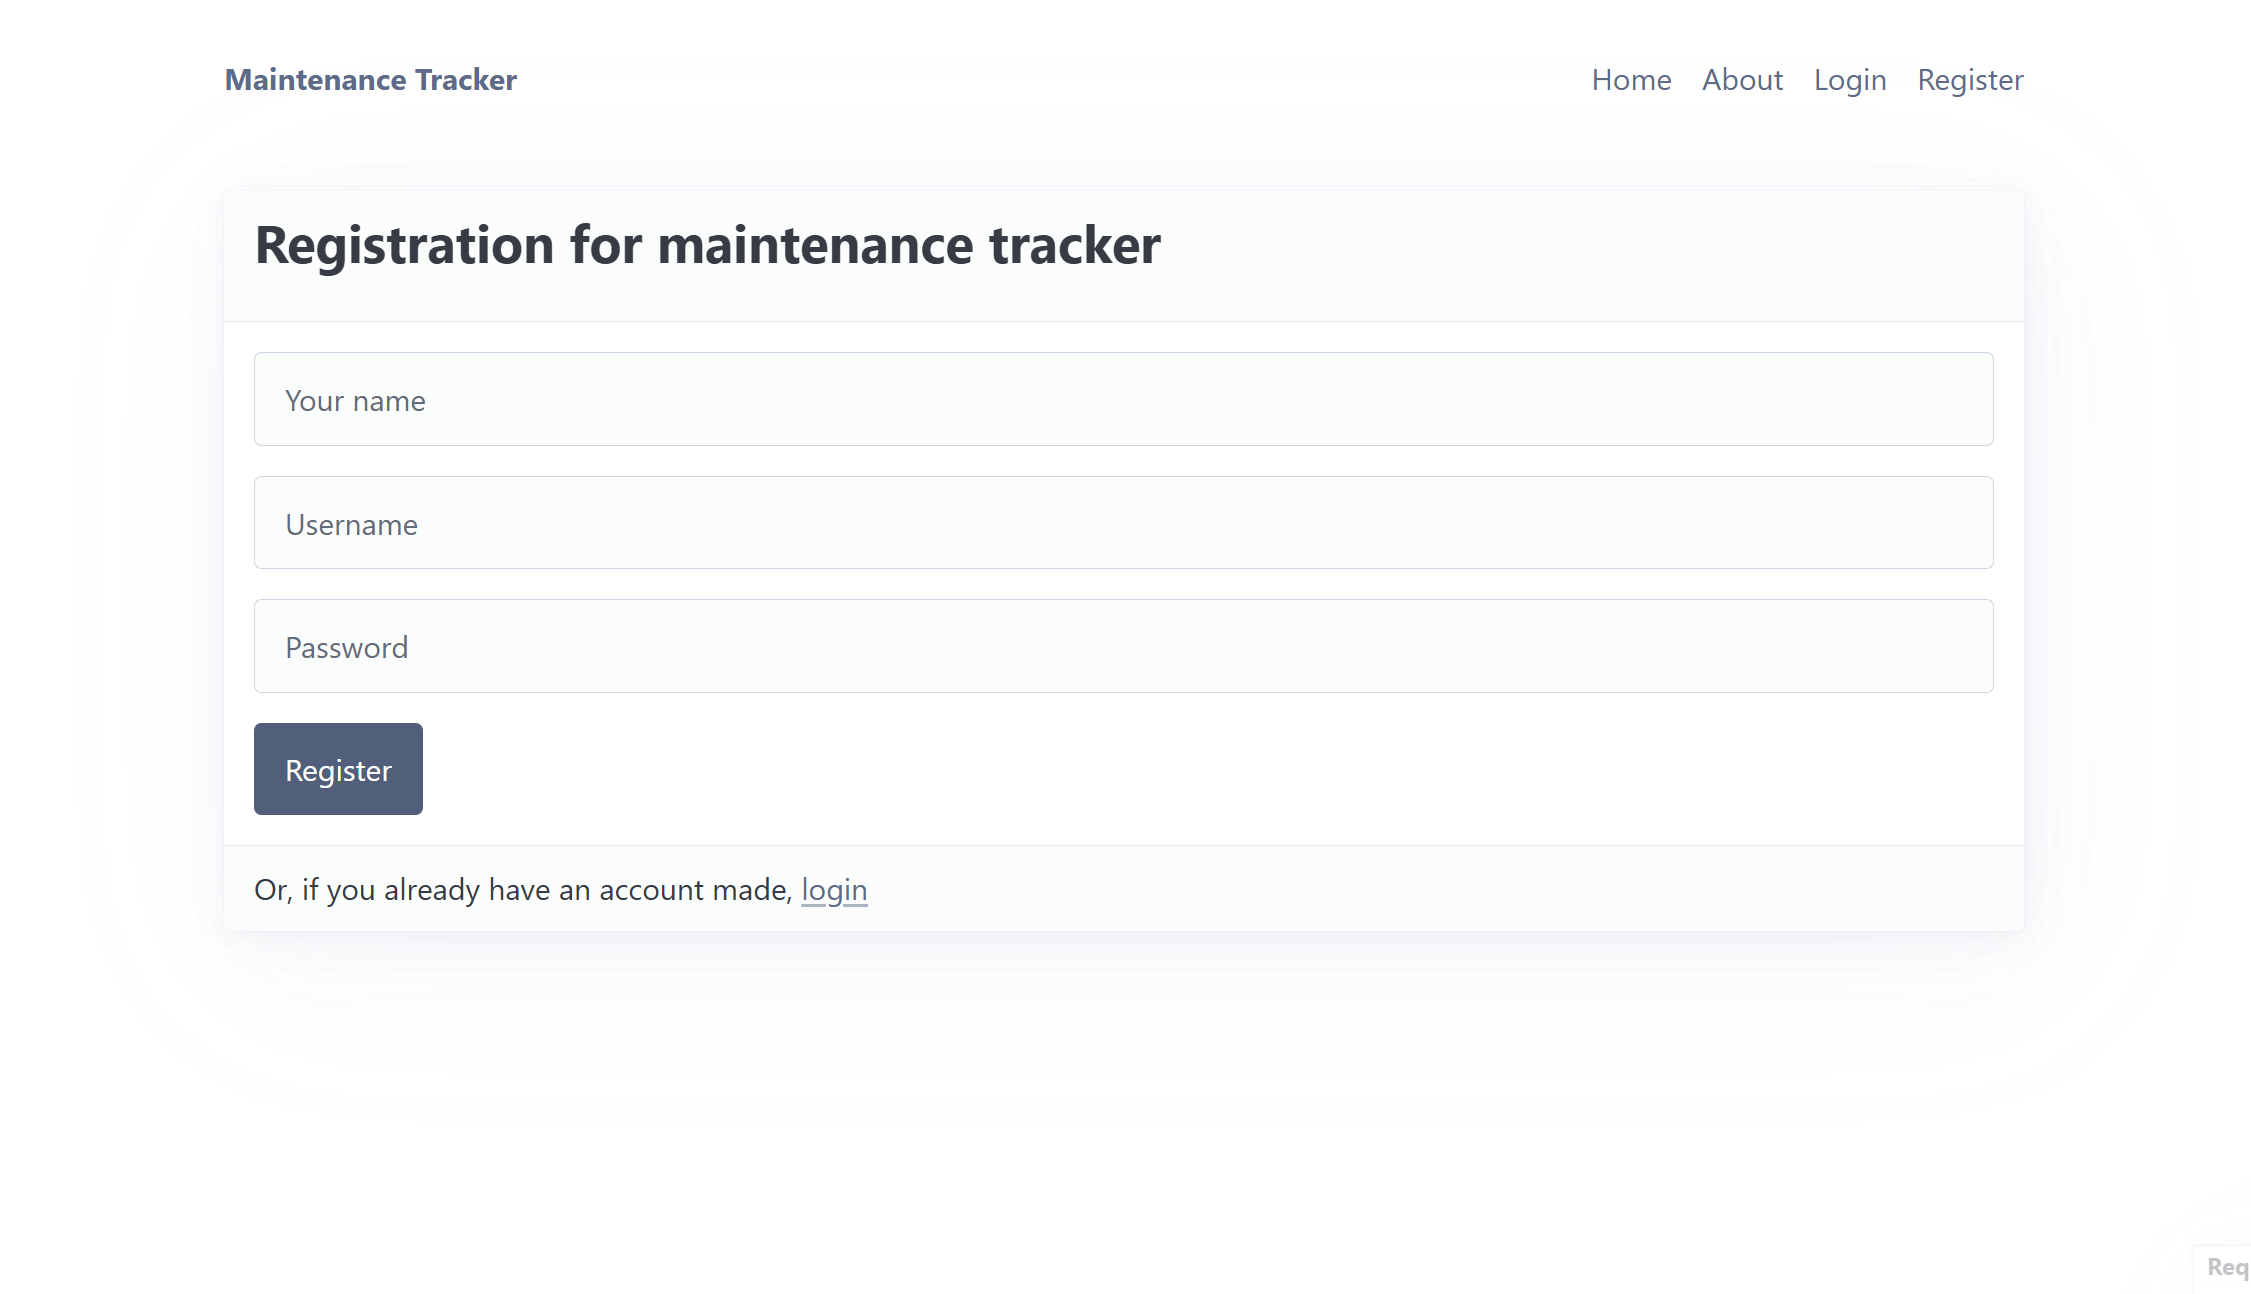 Maintenance Tracker
Home About Login Register
Registration for maintenance tracker
Your name
Username
Password
Register
Or, if you already have an account made, login
Req